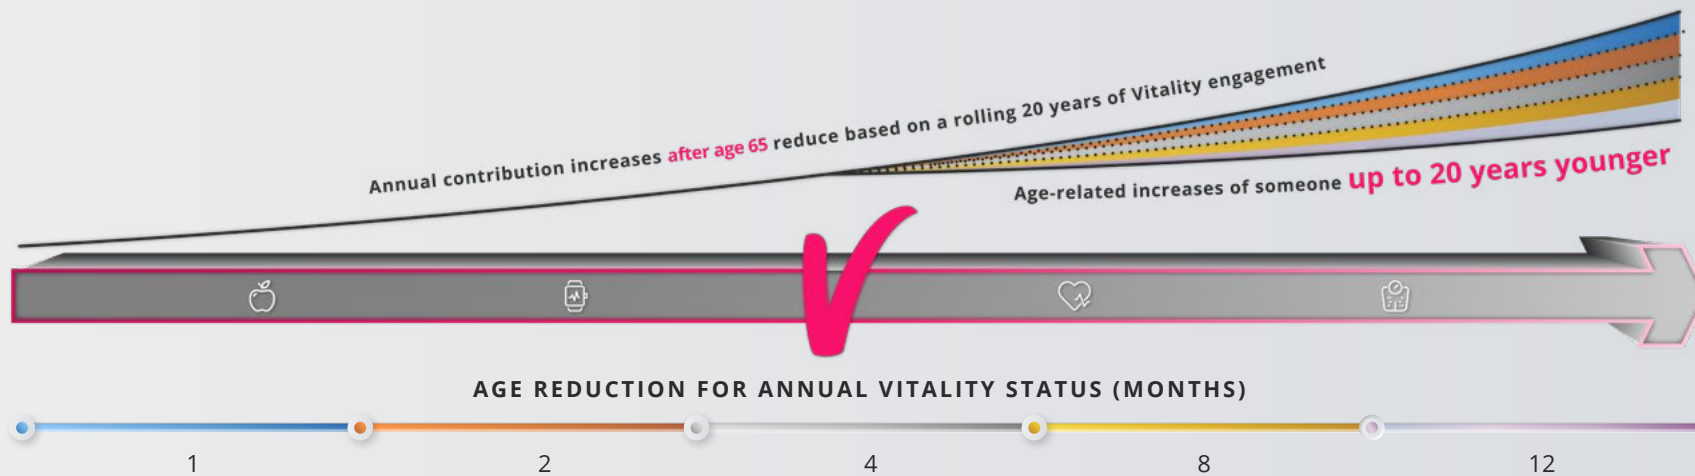 Annual contribution increases after age 65 reduce based on a rolling 20 years of Vitality engagement
Age-related increases of someone up to 20 years younger
AGE REDUCTION FOR ANNUAL VITALITY STATUS (MONTHS)
1 2 4 8 12